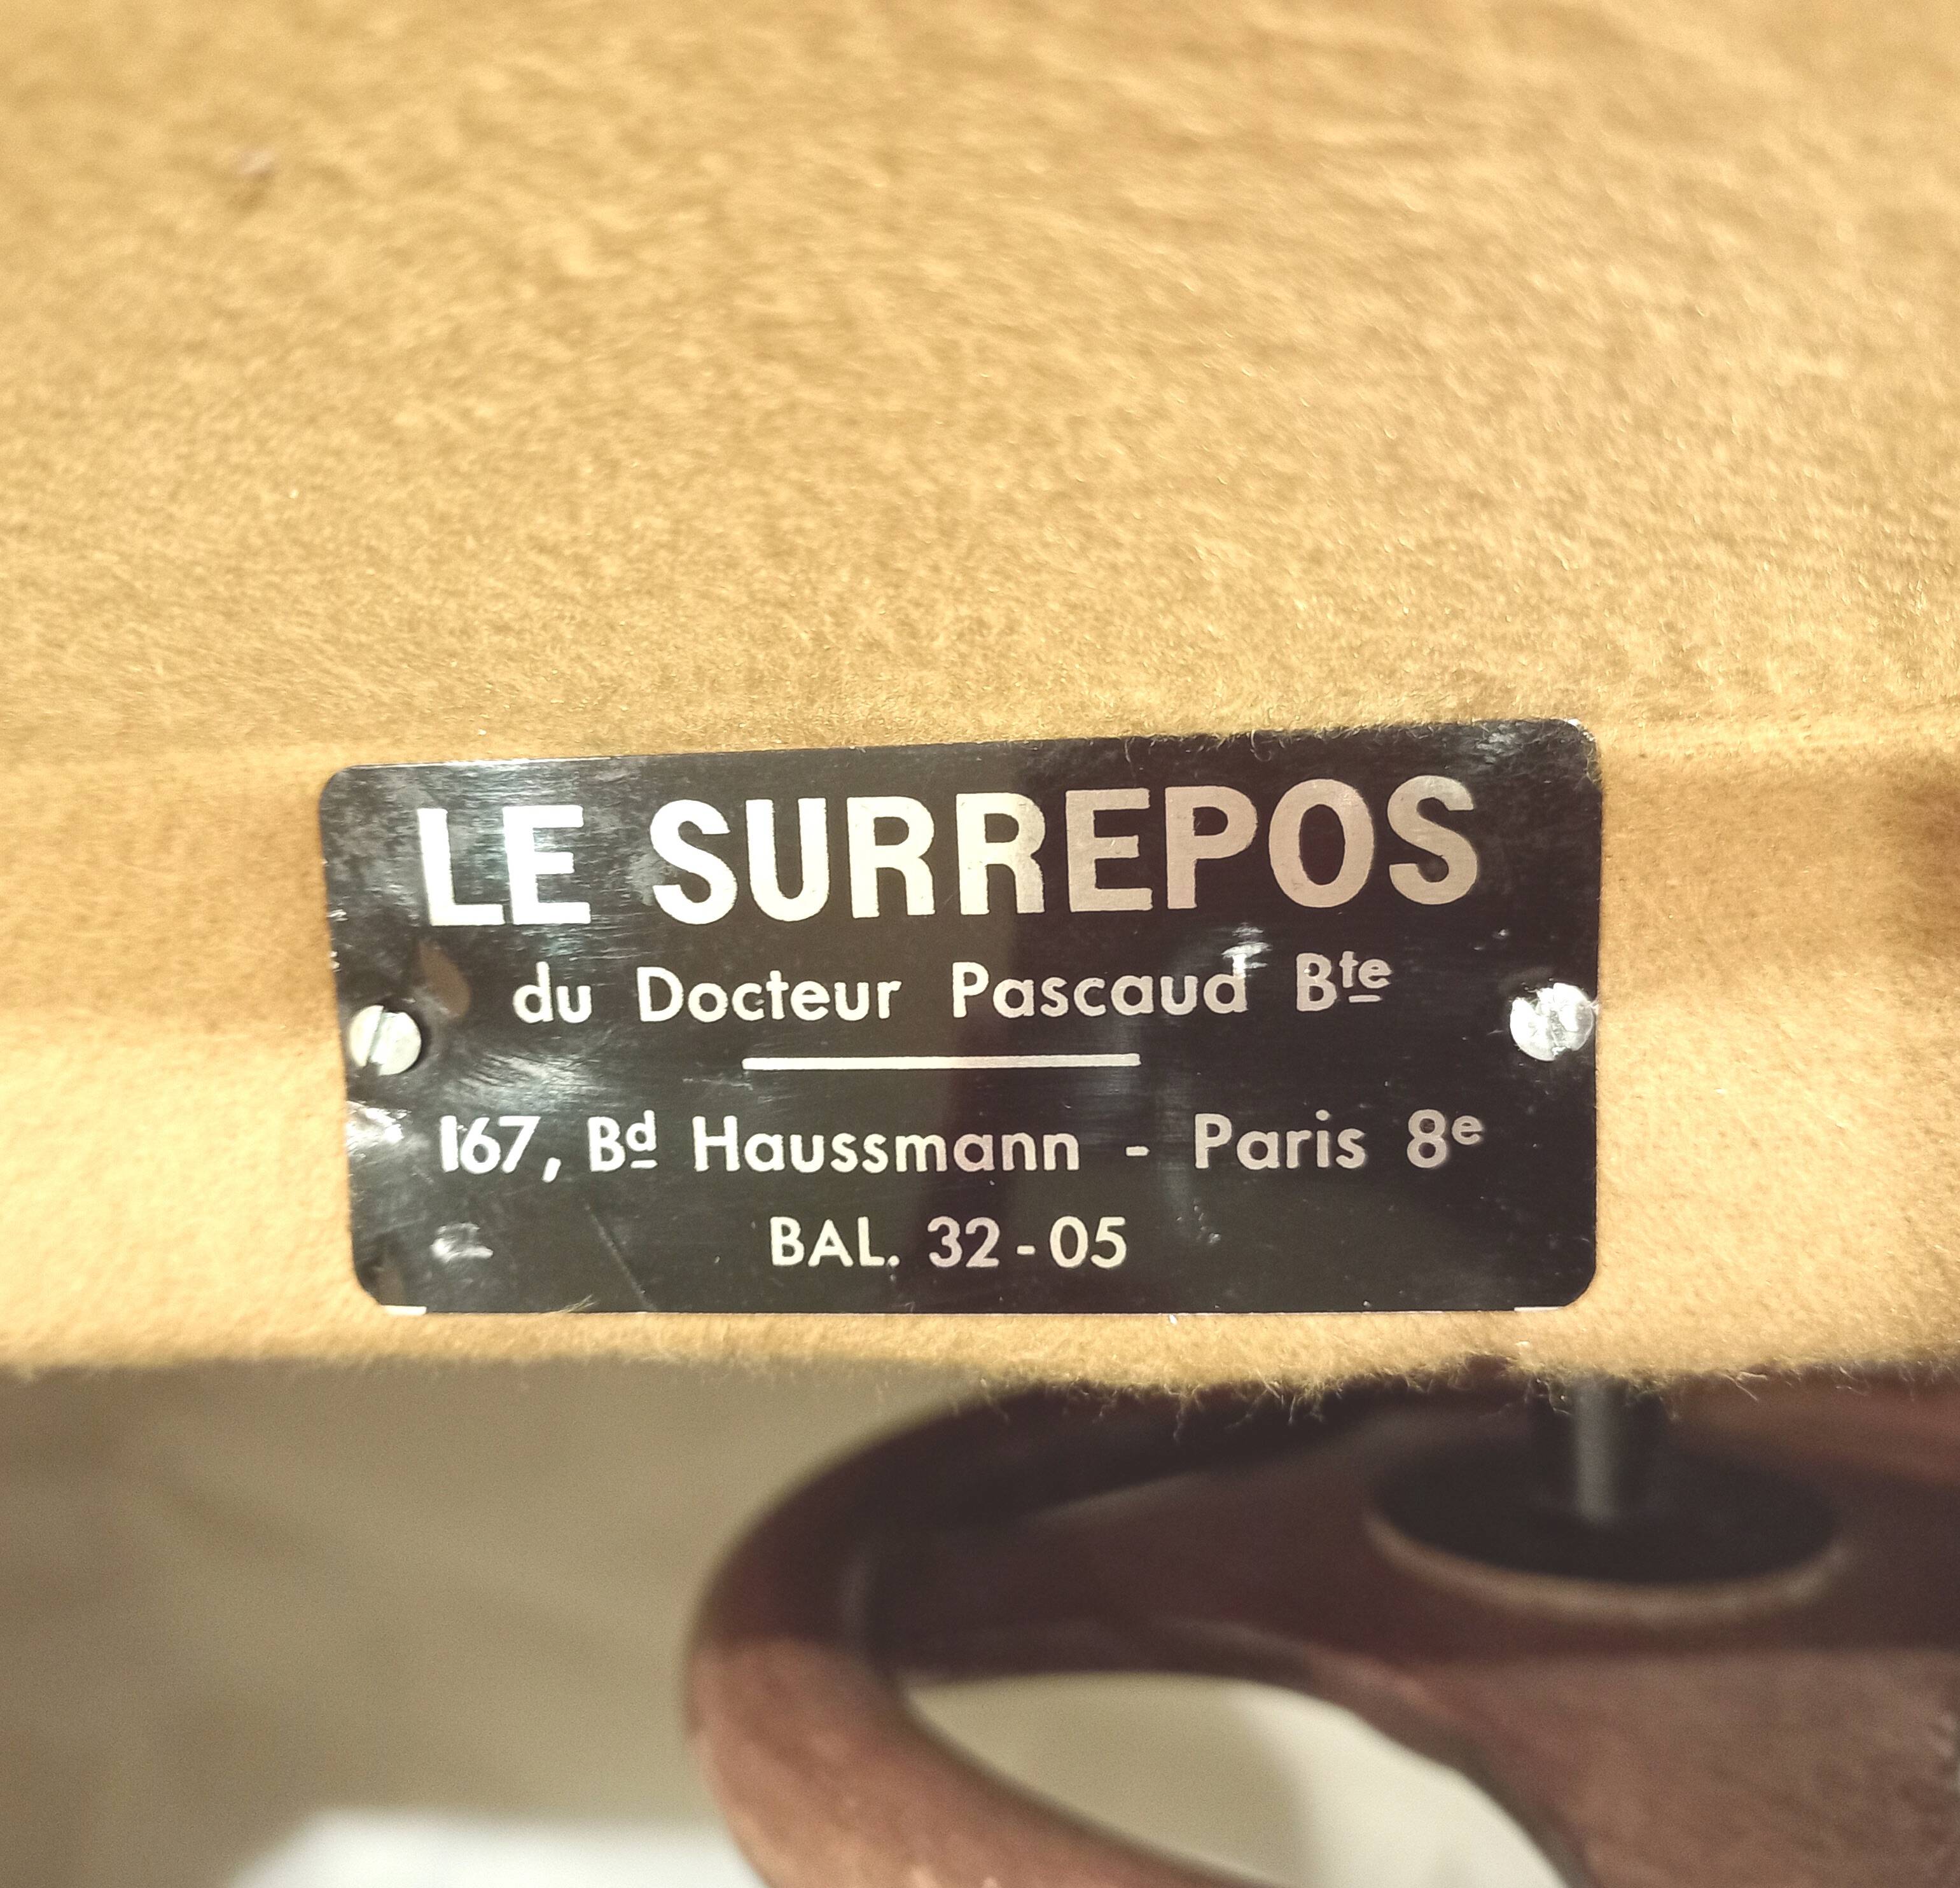 LE SURREPOS
du Docteur Pascaud Bte
167, Bd Haussmann - Paris 8e
BAL. 32-05